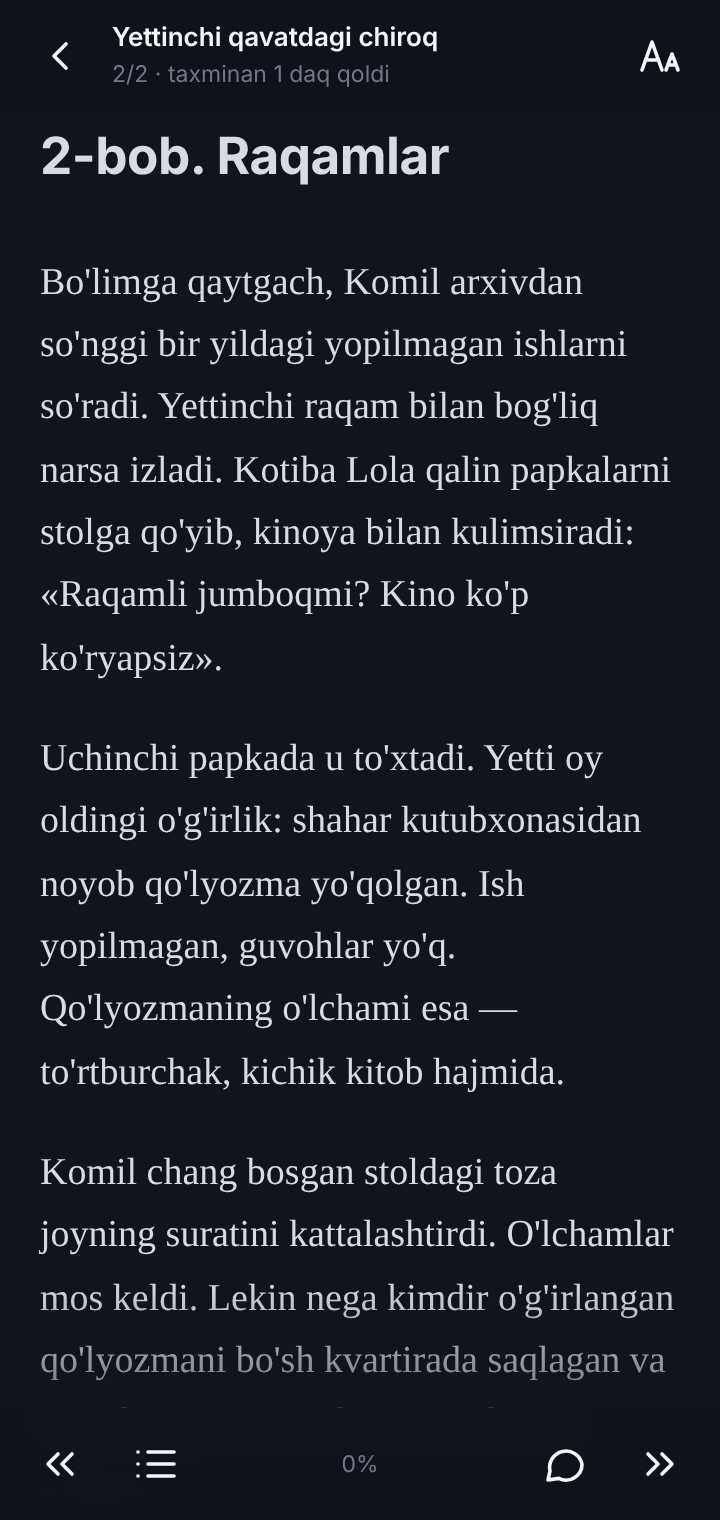 Yettinchi qavatdagi chiroq
2/2 · taxminan 1 daq qoldi
AA
2-bob. Raqamlar
Bo'limga qaytgach, Komil arxivdan
so'nggi bir yildagi yopilmagan ishlarni
so'radi. Yettinchi raqam bilan bog'liq
narsa izladi. Kotiba Lola qalin papkalarni
stolga qo'yib, kinoya bilan kulimsiradi:
«Raqamli jumboqmi? Kino ko'p
ko'ryapsiz».
Uchinchi papkada u to'xtadi. Yetti oy
oldingi o'g'irlik: shahar kutubxonasidan
noyob qo'lyozma yo'qolgan. Ish
yopilmagan, guvohlar yo'q.
Qo'lyozmaning o'lchami esa —
to'rtburchak, kichik kitob hajmida.
Komil chang bosgan stoldagi toza
joyning suratini kattalashtirdi. O'lchamlar
mos keldi. Lekin nega kimdir o'g'irlangan
qo'lyozmani bo'sh kvartirada saqlagan va
0%